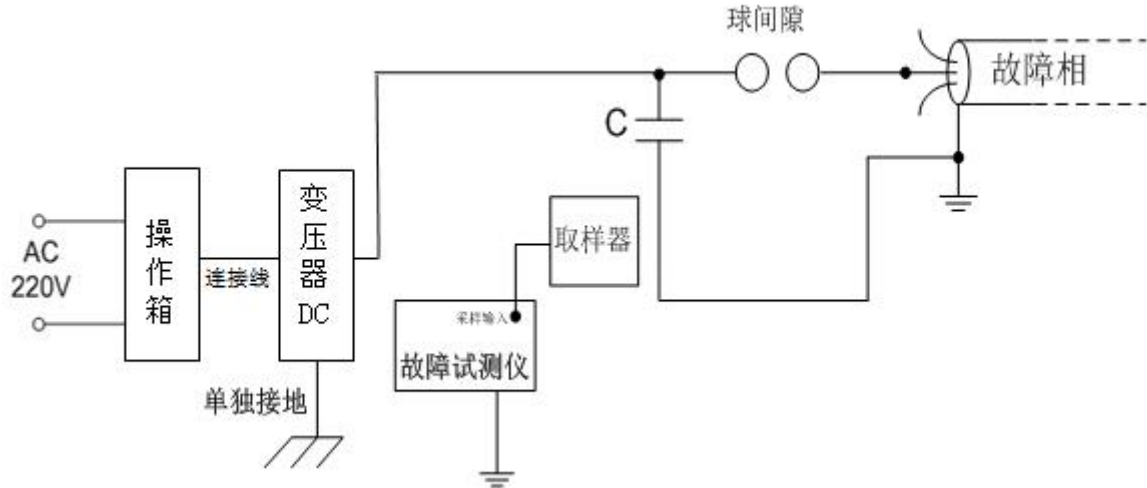 球间隙
故障相
C
变
压
器
DC
操
作
箱
AC
220V
连接线
取样器
采样输入
故障试测仪
单独接地